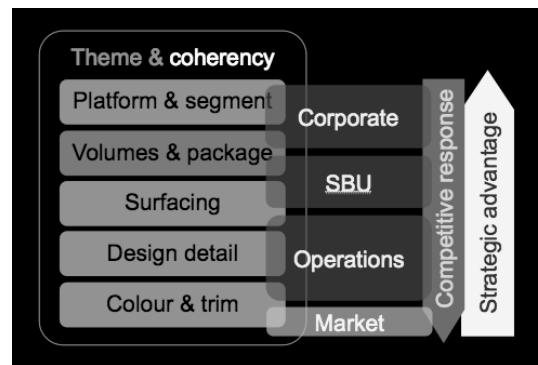 Theme & coherency
Platform & segment
Volumes & package
Surfacing
Design detail
Colour & trim
Corporate
SBU
Operations
Market
Competitive response
Strategic advantage